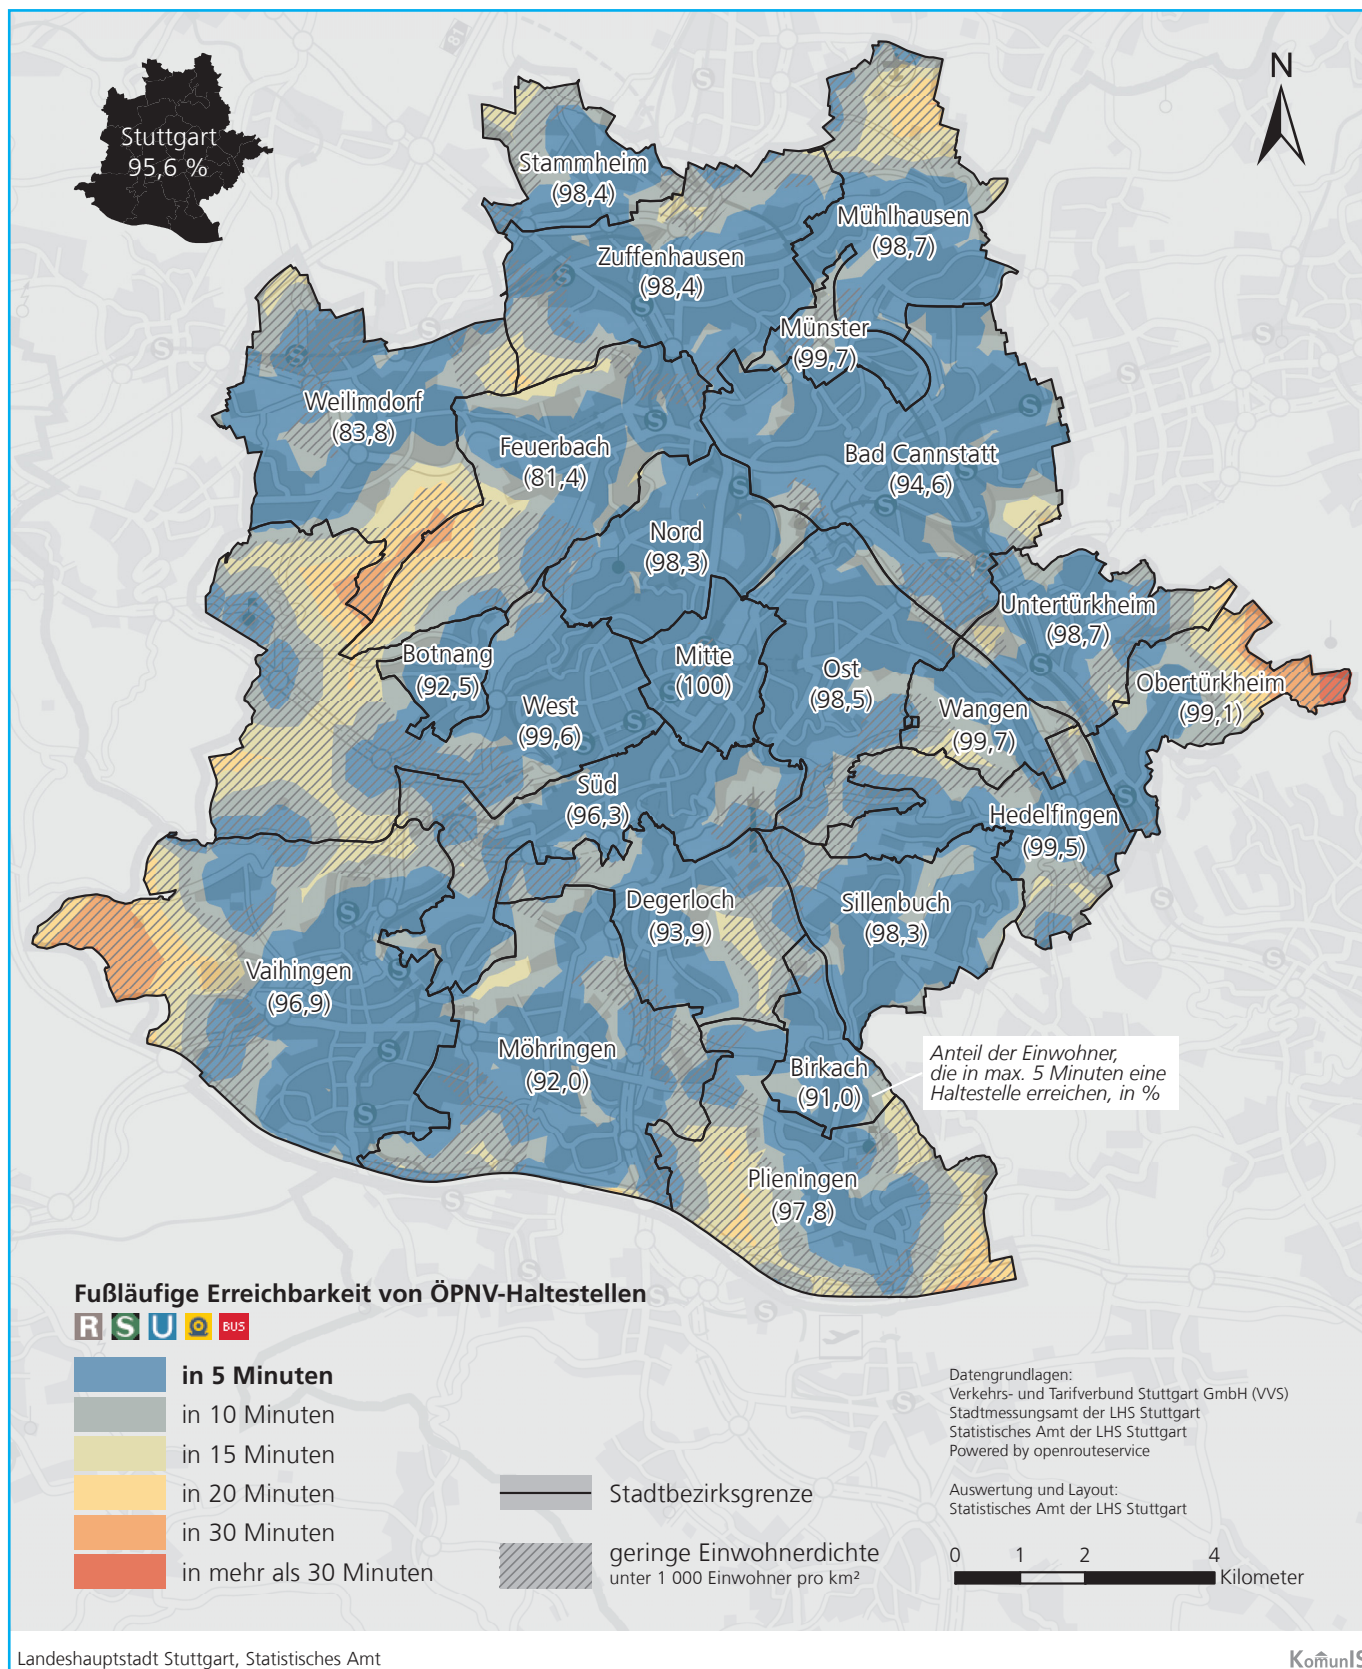 N
81
Stuttgart
95,6 %
Stammheim
(98,4)
Mühlhausen
(98,7)
Zuffenhausen
(98,4)
Münster
(99,7)
Weilimdorf
(83,8)
Feuerbach
(81,4)
Bad Cannstatt
(94,6)
Nord
(98,3)
Untertürkheim
(98,7)
Botnang
(92,5)
Mitte
(100)
Ost
(98,5)
Obertürkheim
(99,1)
West
(99,6)
Wangen
(99,7)
Süd
(96,3)
Hedelfingen
(99,5)
Degerloch
(93,9)
Sillenbuch
(98,3)
Vaihingen
(96,9)
Möhringen
(92,0)
Birkach
(91,0)
Anteil der Einwohner,
die in max. 5 Minuten eine
Haltestelle erreichen, in %
Plieningen
(97,8)
Fußläufige Erreichbarkeit von ÖPNV-Haltestellen
R S U BUS
in 5 Minuten
in 10 Minuten
in 15 Minuten
in 20 Minuten
in 30 Minuten
in mehr als 30 Minuten
Stadtbezirksgrenze
geringe Einwohnerdichte
unter 1 000 Einwohner pro km²
Datengrundlagen:
Verkehrs- und Tarifverbund Stuttgart GmbH (VVS)
Stadtmessungsamt der LHS Stuttgart
Statistisches Amt der LHS Stuttgart
Powered by openrouteservice
Auswertung und Layout:
Statistisches Amt der LHS Stuttgart
0 1 2 4
Kilometer
Landeshauptstadt Stuttgart, Statistisches Amt
KomunIS